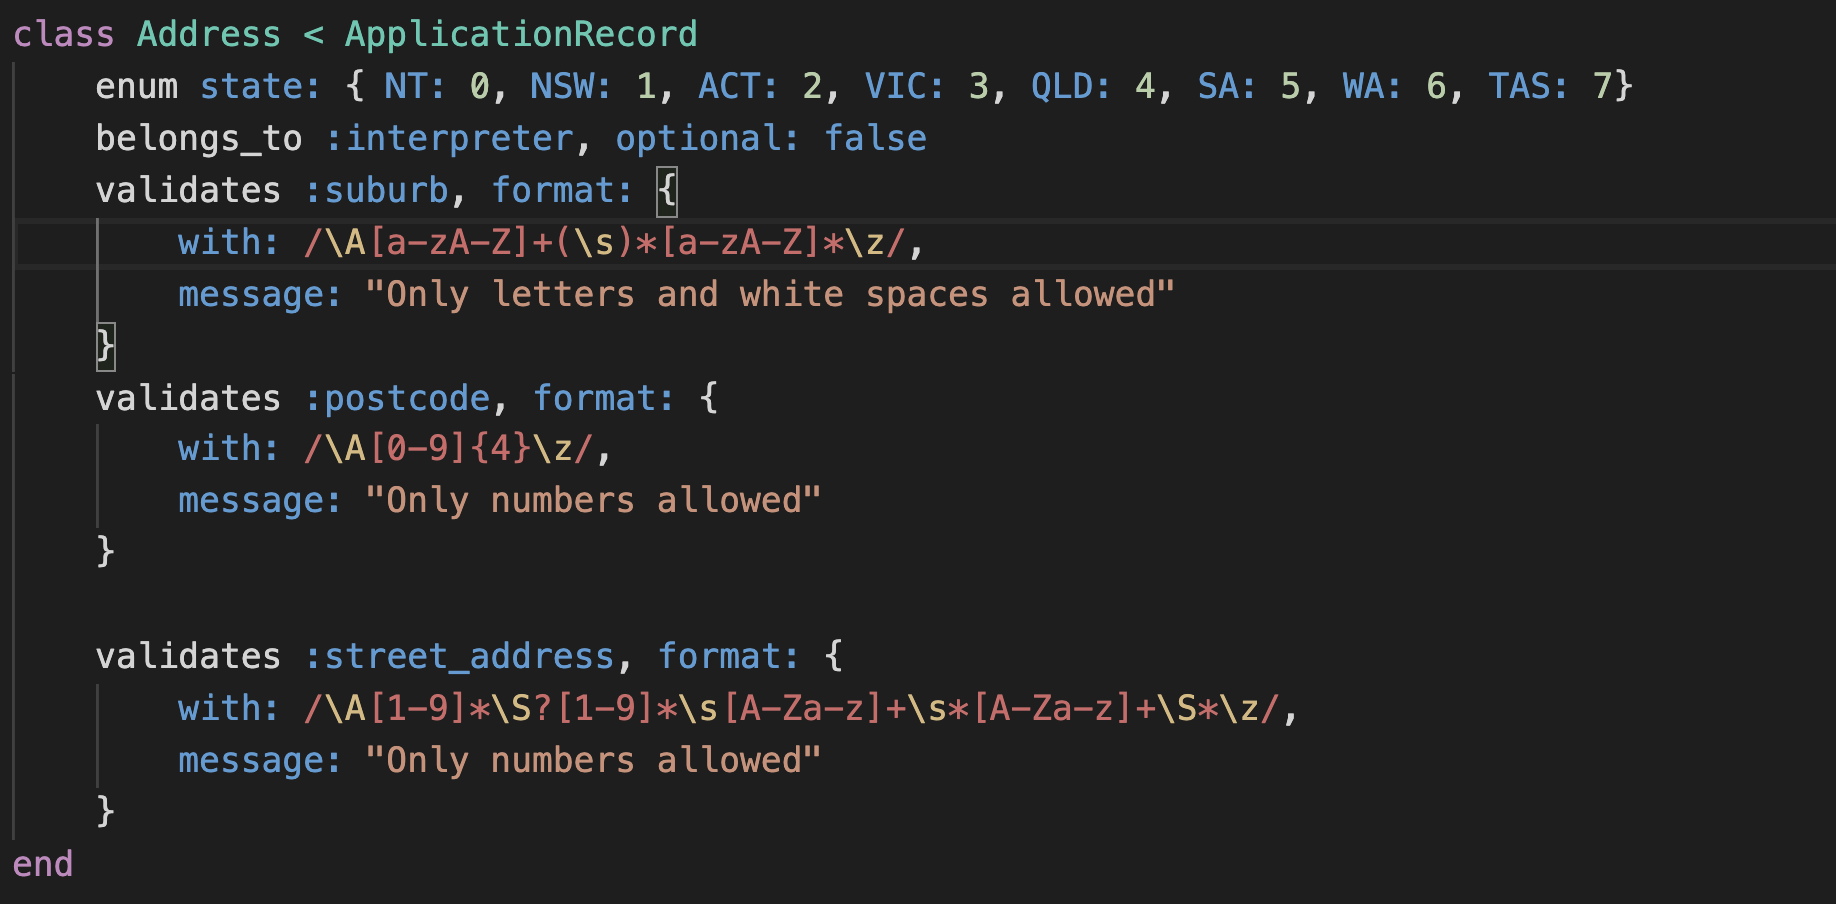 class Address < ApplicationRecord
    enum state: { NT: 0, NSW: 1, ACT: 2, VIC: 3, QLD: 4, SA: 5, WA: 6, TAS: 7}
    belongs_to :interpreter, optional: false
    validates :suburb, format: {
        with: /\A[a-zA-Z]+(\s)*[a-zA-Z]*\z/,
        message: "Only letters and white spaces allowed"
    }
    validates :postcode, format: {
        with: /\A[0-9]{4}\z/,
        message: "Only numbers allowed"
    }

    validates :street_address, format: {
        with: /\A[1-9]*\S?[1-9]*\s[A-Za-z]+\s*[A-Za-z]+\S*\z/,
        message: "Only numbers allowed"
    }
end